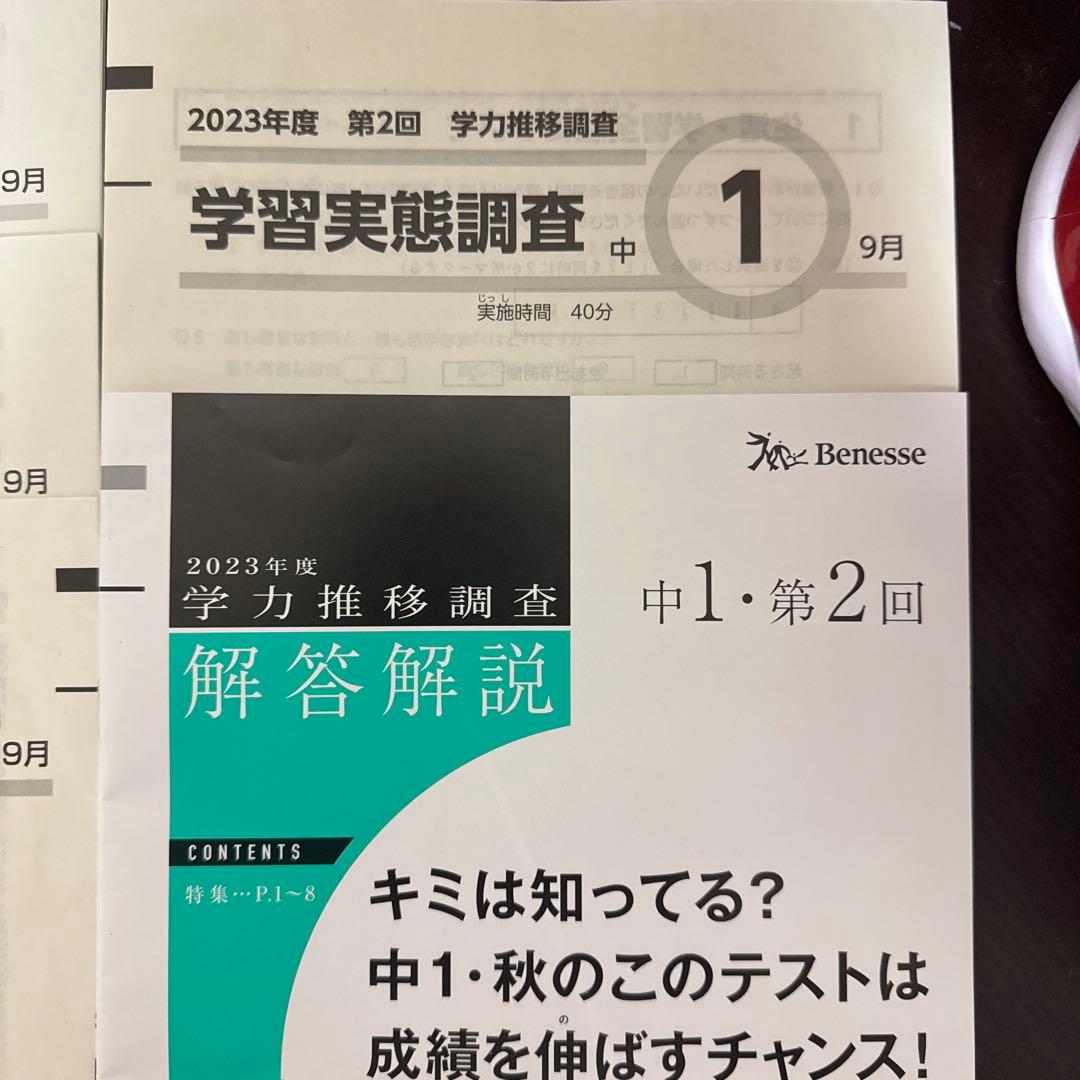 9月
9月
9月
2023年度 第2回 学力推移調査
学習実態調査 中 1 9月
じっし
実施時間 40分
Benesse
2023年度
学力推移調査
中1・第2回
解答解説
CONTENTS
特集…P.1〜8
キミは知ってる?
中1・秋のこのテストは
の
成績を伸ばすチャンス!